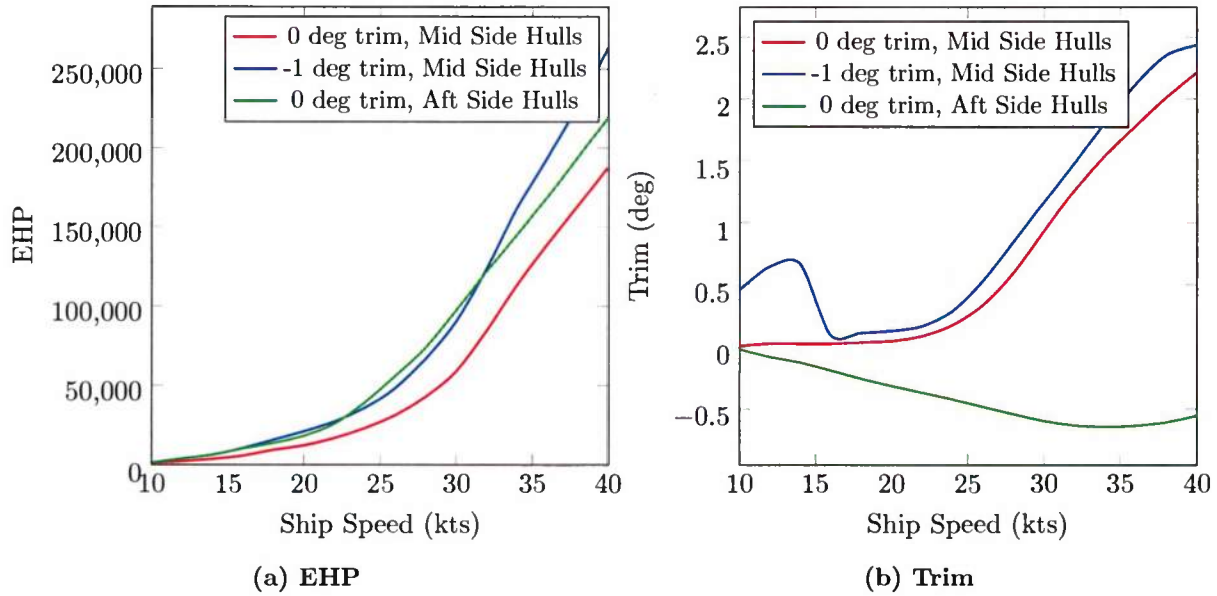 0 deg trim, Mid Side Hulls
-1 deg trim, Mid Side Hulls
0 deg trim, Aft Side Hulls
250,000
200,000
150,000
100,000
50,000
0
EHP
10 15 20 25 30 35 40
Ship Speed (kts)
(a) EHP
0 deg trim, Mid Side Hulls
-1 deg trim, Mid Side Hulls
0 deg trim, Aft Side Hulls
2.5
2
1.5
1
0.5
0
−0.5
Trim (deg)
10 15 20 25 30 35 40
Ship Speed (kts)
(b) Trim